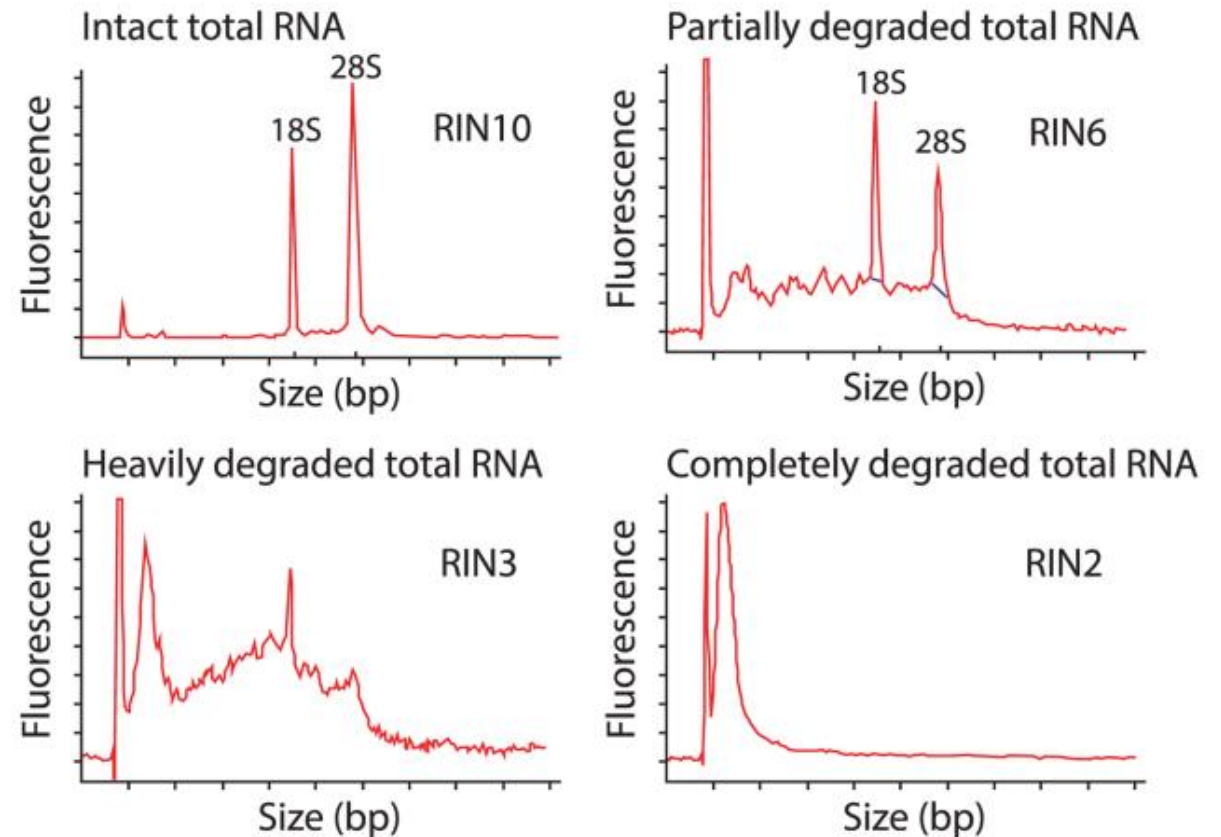 Intact total RNA
28S
18S
RIN10
Fluorescence
Size (bp)
Partially degraded total RNA
18S
28S
RIN6
Fluorescence
Size (bp)
Heavily degraded total RNA
RIN3
Fluorescence
Size (bp)
Completely degraded total RNA
RIN2
Fluorescence
Size (bp)